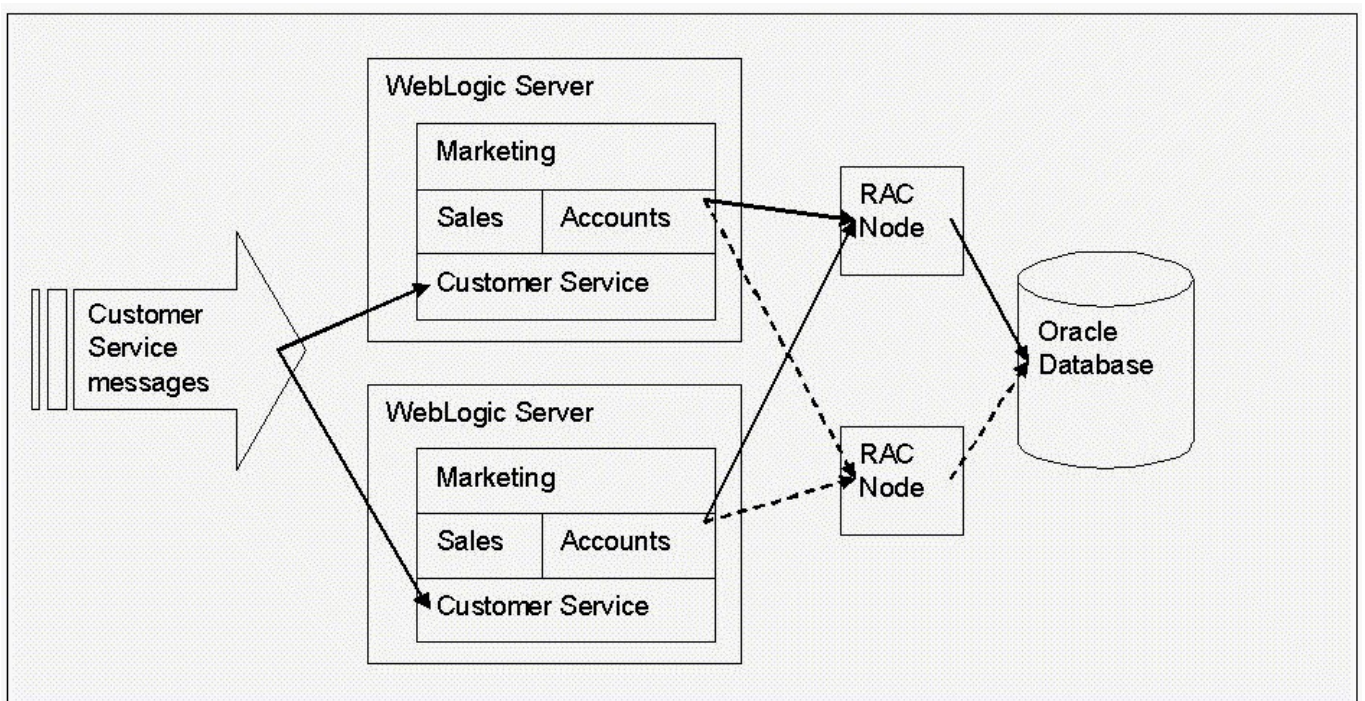 Customer
Service
messages
WebLogic Server
Marketing
Sales
Accounts
Customer Service
WebLogic Server
Marketing
Sales
Accounts
Customer Service
RAC
Node
RAC
Node
Oracle
Database